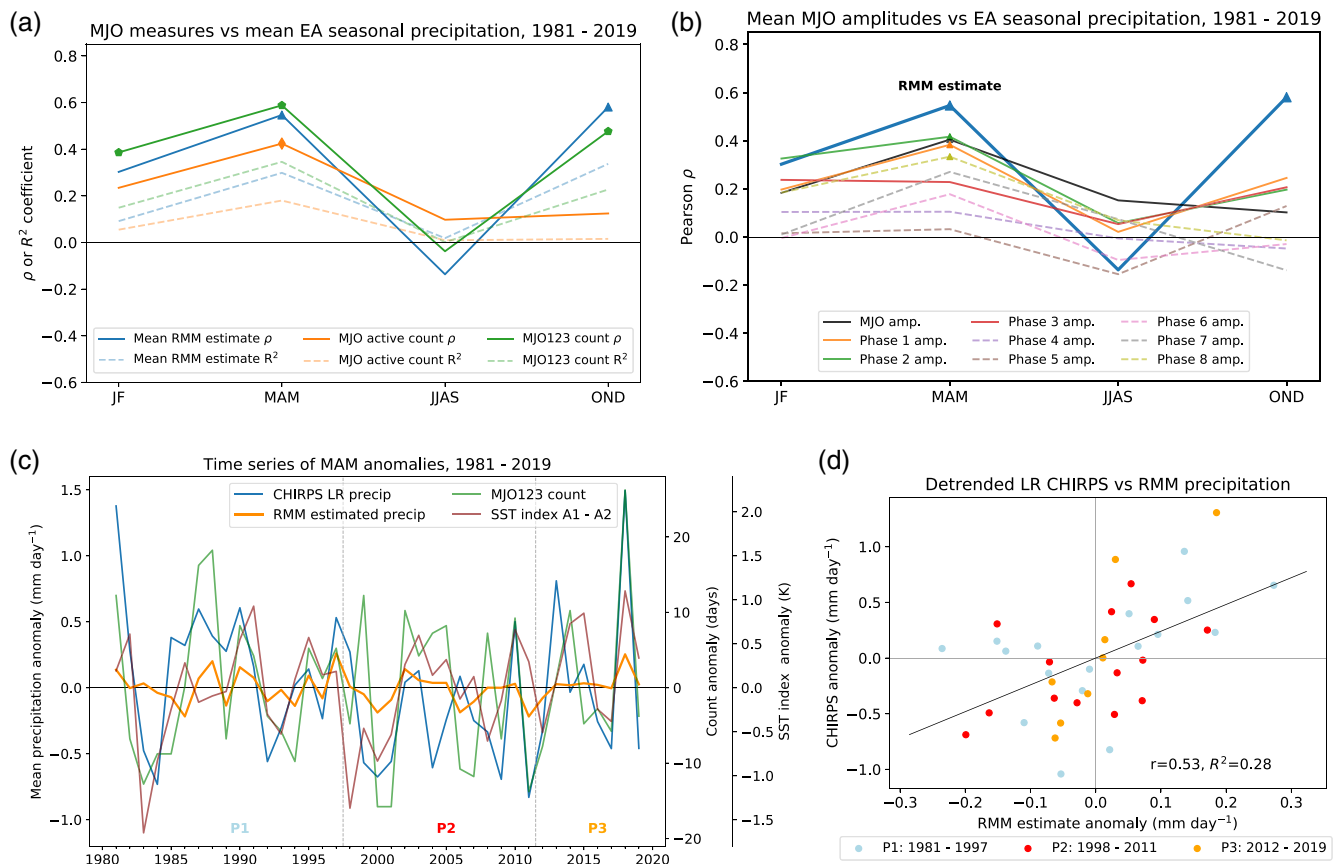 (a)
MJO measures vs mean EA seasonal precipitation, 1981 - 2019
ρ or R² coefficient
0.8
0.6
0.4
0.2
0.0
−0.2
−0.4
−0.6
Mean RMM estimate ρ
Mean RMM estimate R²
MJO active count ρ
MJO active count R²
MJO123 count ρ
MJO123 count R²
JF MAM JJAS OND
(b)
Mean MJO amplitudes vs EA seasonal precipitation, 1981 - 2019
Pearson ρ
0.8
0.6
0.4
0.2
0.0
−0.2
−0.4
−0.6
RMM estimate
MJO amp.
Phase 1 amp.
Phase 2 amp.
Phase 3 amp.
Phase 4 amp.
Phase 5 amp.
Phase 6 amp.
Phase 7 amp.
Phase 8 amp.
JF MAM JJAS OND
(c)
Time series of MAM anomalies, 1981 - 2019
Mean precipitation anomaly (mm day⁻¹)
1.5
1.0
0.5
0.0
−0.5
−1.0
CHIRPS LR precip
RMM estimated precip
MJO123 count
SST index A1 - A2
P1 P2 P3
1980 1985 1990 1995 2000 2005 2010 2015 2020
20
10
0
−10
−20
Count anomaly (days)
2.0
1.5
1.0
0.5
0.0
−0.5
−1.0
−1.5
SST index anomaly (K)
(d)
Detrended LR CHIRPS vs RMM precipitation
CHIRPS anomaly (mm day⁻¹)
1.0
0.5
0.0
−0.5
−1.0
r=0.53, R²=0.28
−0.3 −0.2 −0.1 0.0 0.1 0.2 0.3
RMM estimate anomaly (mm day⁻¹)
P1: 1981 - 1997 P2: 1998 - 2011 P3: 2012 - 2019